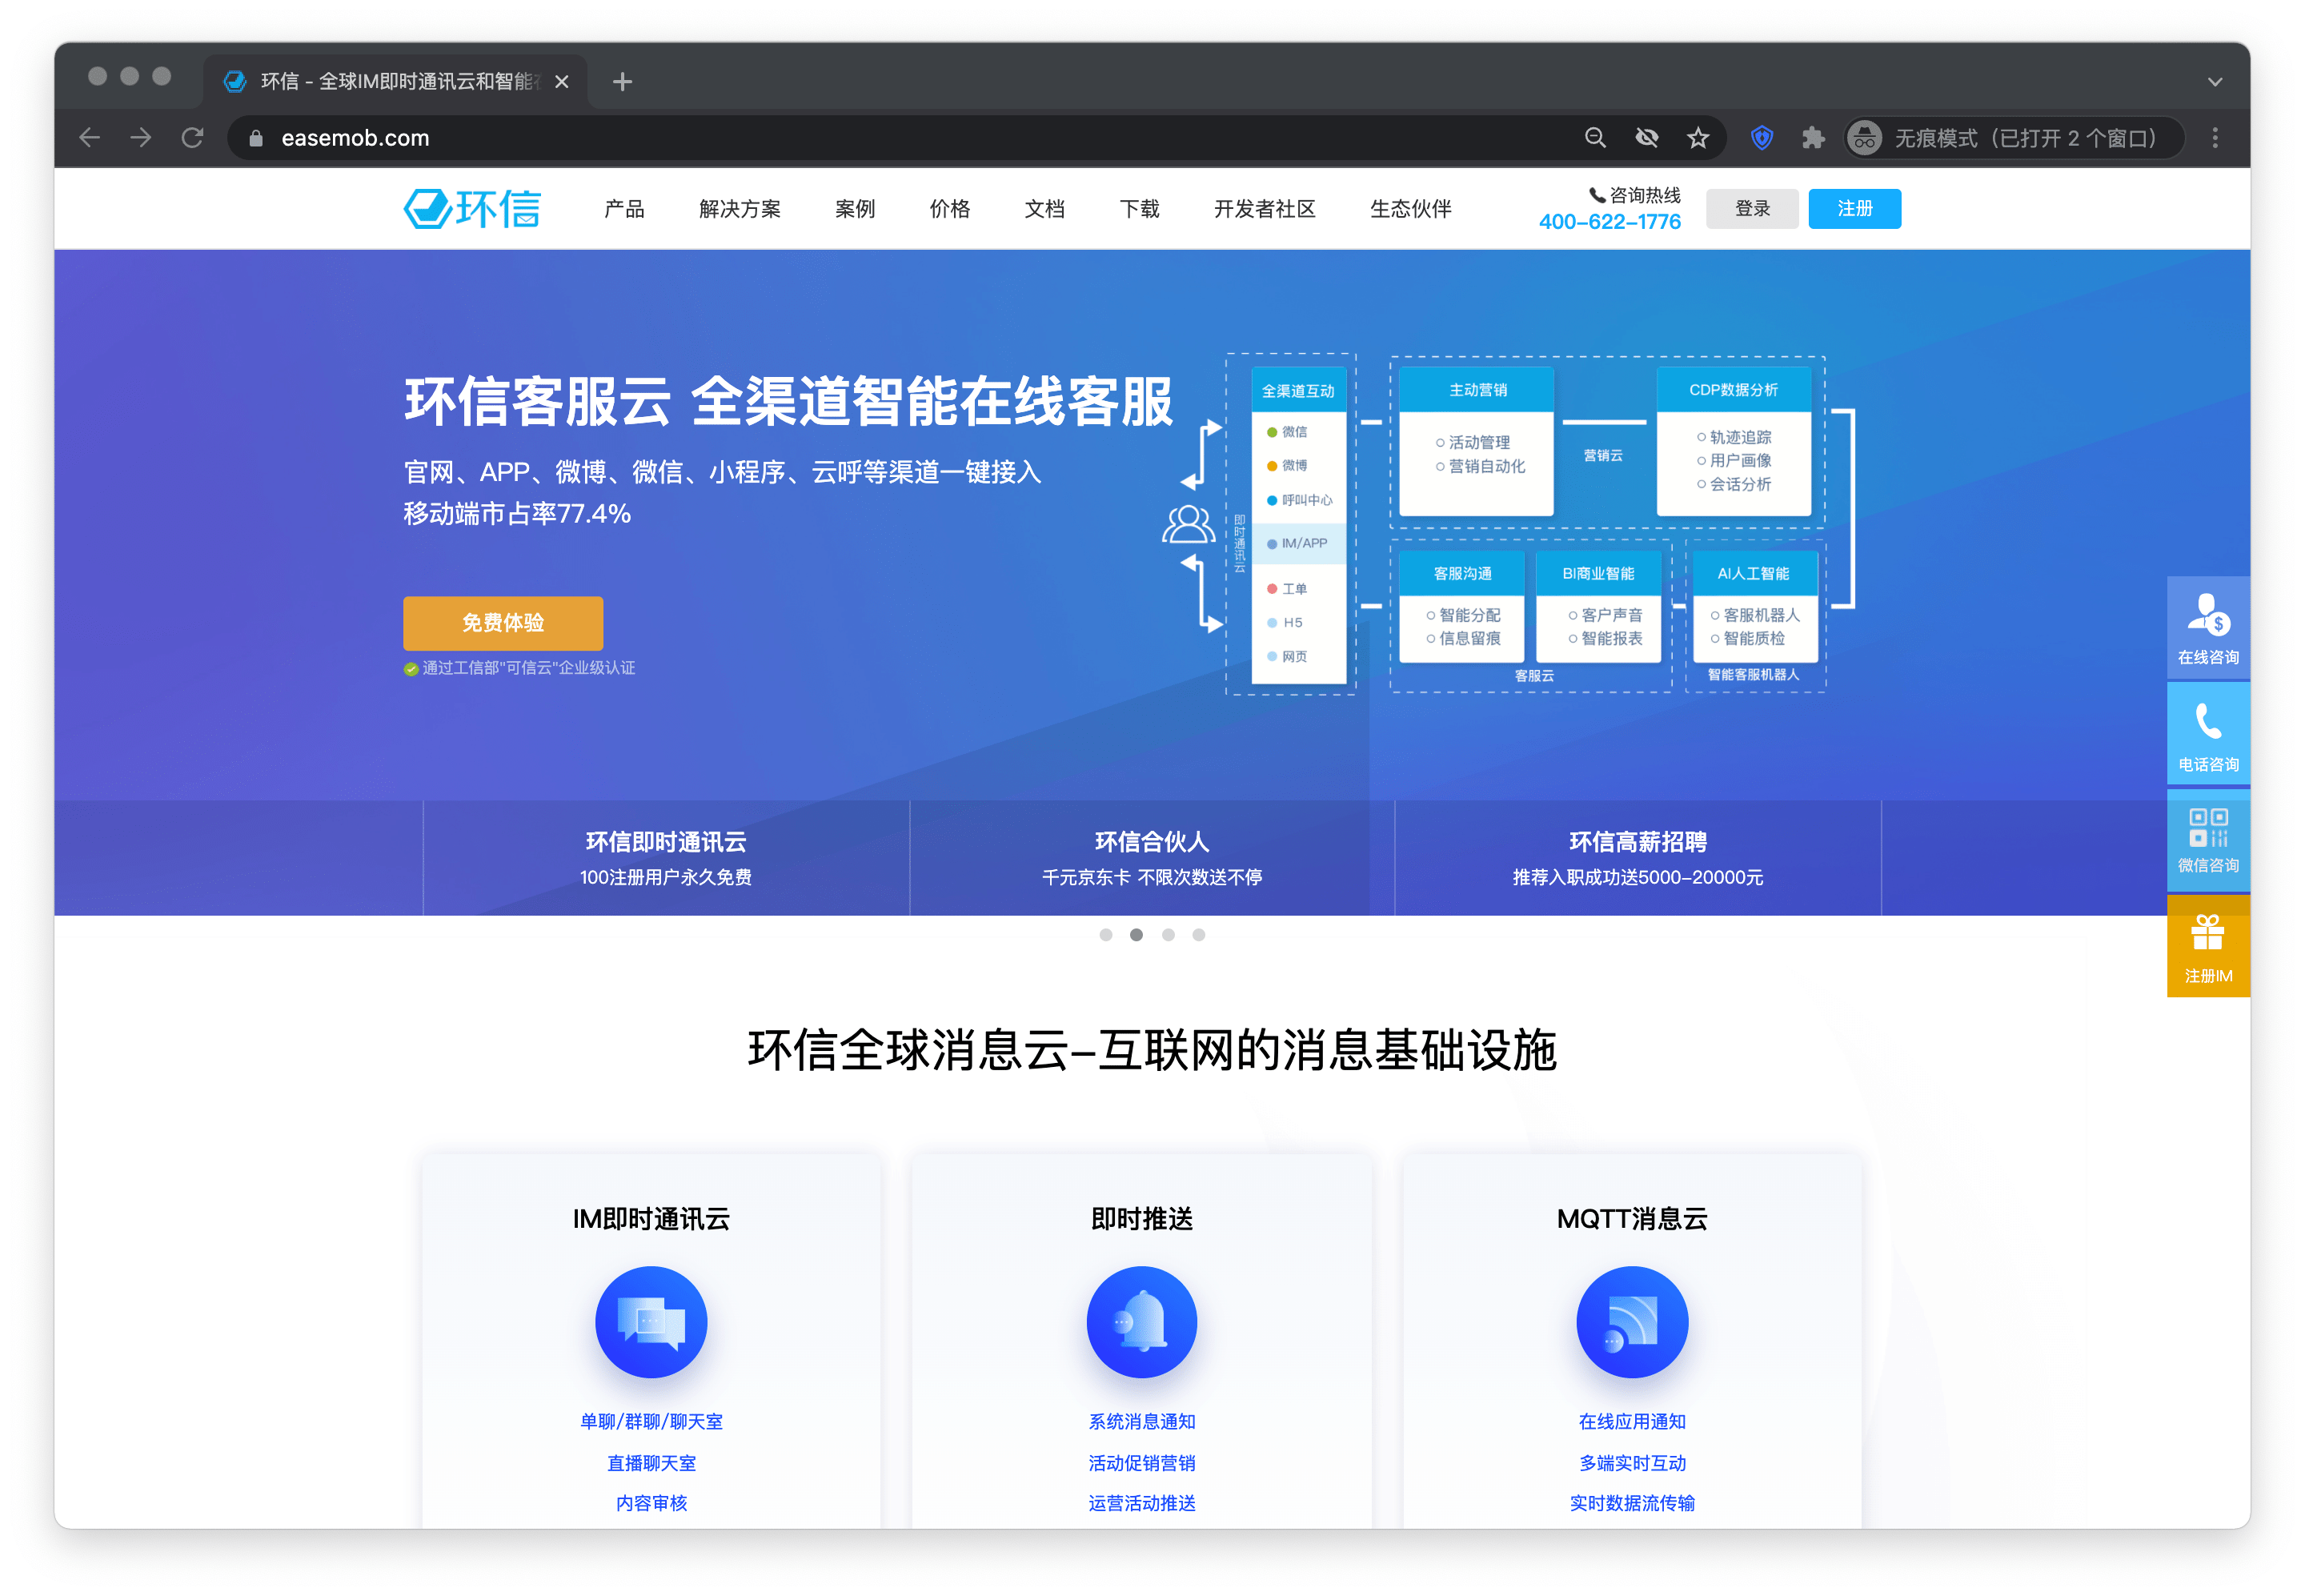 环信 - 全球IM即时通讯云和智能
easemob.com
无痕模式（已打开 2 个窗口）
环信
产品
解决方案
案例
价格
文档
下载
开发者社区
生态伙伴
咨询热线
400-622-1776
登录
注册
环信客服云 全渠道智能在线客服
官网、APP、微博、微信、小程序、云呼等渠道一键接入
移动端市占率77.4%
免费体验
通过工信部"可信云"企业级认证
即时通讯云
全渠道互动
微信
微博
呼叫中心
IM/APP
工单
H5
网页
主动营销
活动管理
营销自动化
营销云
CDP数据分析
轨迹追踪
用户画像
会话分析
客服沟通
智能分配
信息留痕
BI商业智能
客户声音
智能报表
客服云
AI人工智能
客服机器人
智能质检
智能客服机器人
在线咨询
电话咨询
微信咨询
注册IM
环信即时通讯云
100注册用户永久免费
环信合伙人
千元京东卡 不限次数送不停
环信高薪招聘
推荐入职成功送5000-20000元
环信全球消息云-互联网的消息基础设施
IM即时通讯云
单聊/群聊/聊天室
直播聊天室
内容审核
即时推送
系统消息通知
活动促销营销
运营活动推送
MQTT消息云
在线应用通知
多端实时互动
实时数据流传输